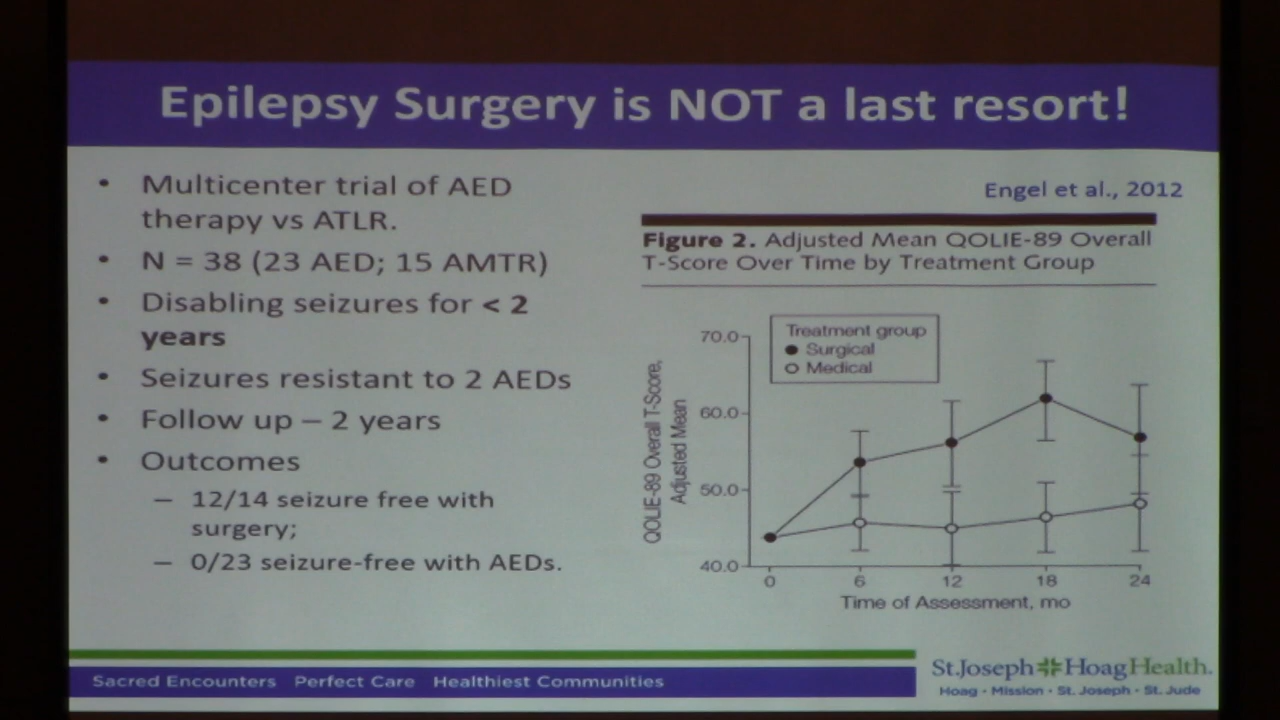 Epilepsy Surgery is NOT a last resort!
• Multicenter trial of AED
therapy vs ATLR.
• N = 38 (23 AED; 15 AMTR)
• Disabling seizures for < 2
years
• Seizures resistant to 2 AEDs
• Follow up – 2 years
• Outcomes
– 12/14 seizure free with
surgery;
– 0/23 seizure-free with AEDs.
Engel et al., 2012
Figure 2. Adjusted Mean QOLIE-89 Overall
T-Score Over Time by Treatment Group
Treatment group
Surgical
Medical
QOLIE-89 Overall T-Score,
Adjusted Mean
70.0
60.0
50.0
40.0
0 6 12 18 24
Time of Assessment, mo
Sacred Encounters Perfect Care Healthiest Communities
St.Joseph HoagHealth.
Hoag • Mission • St. Joseph • St. Jude